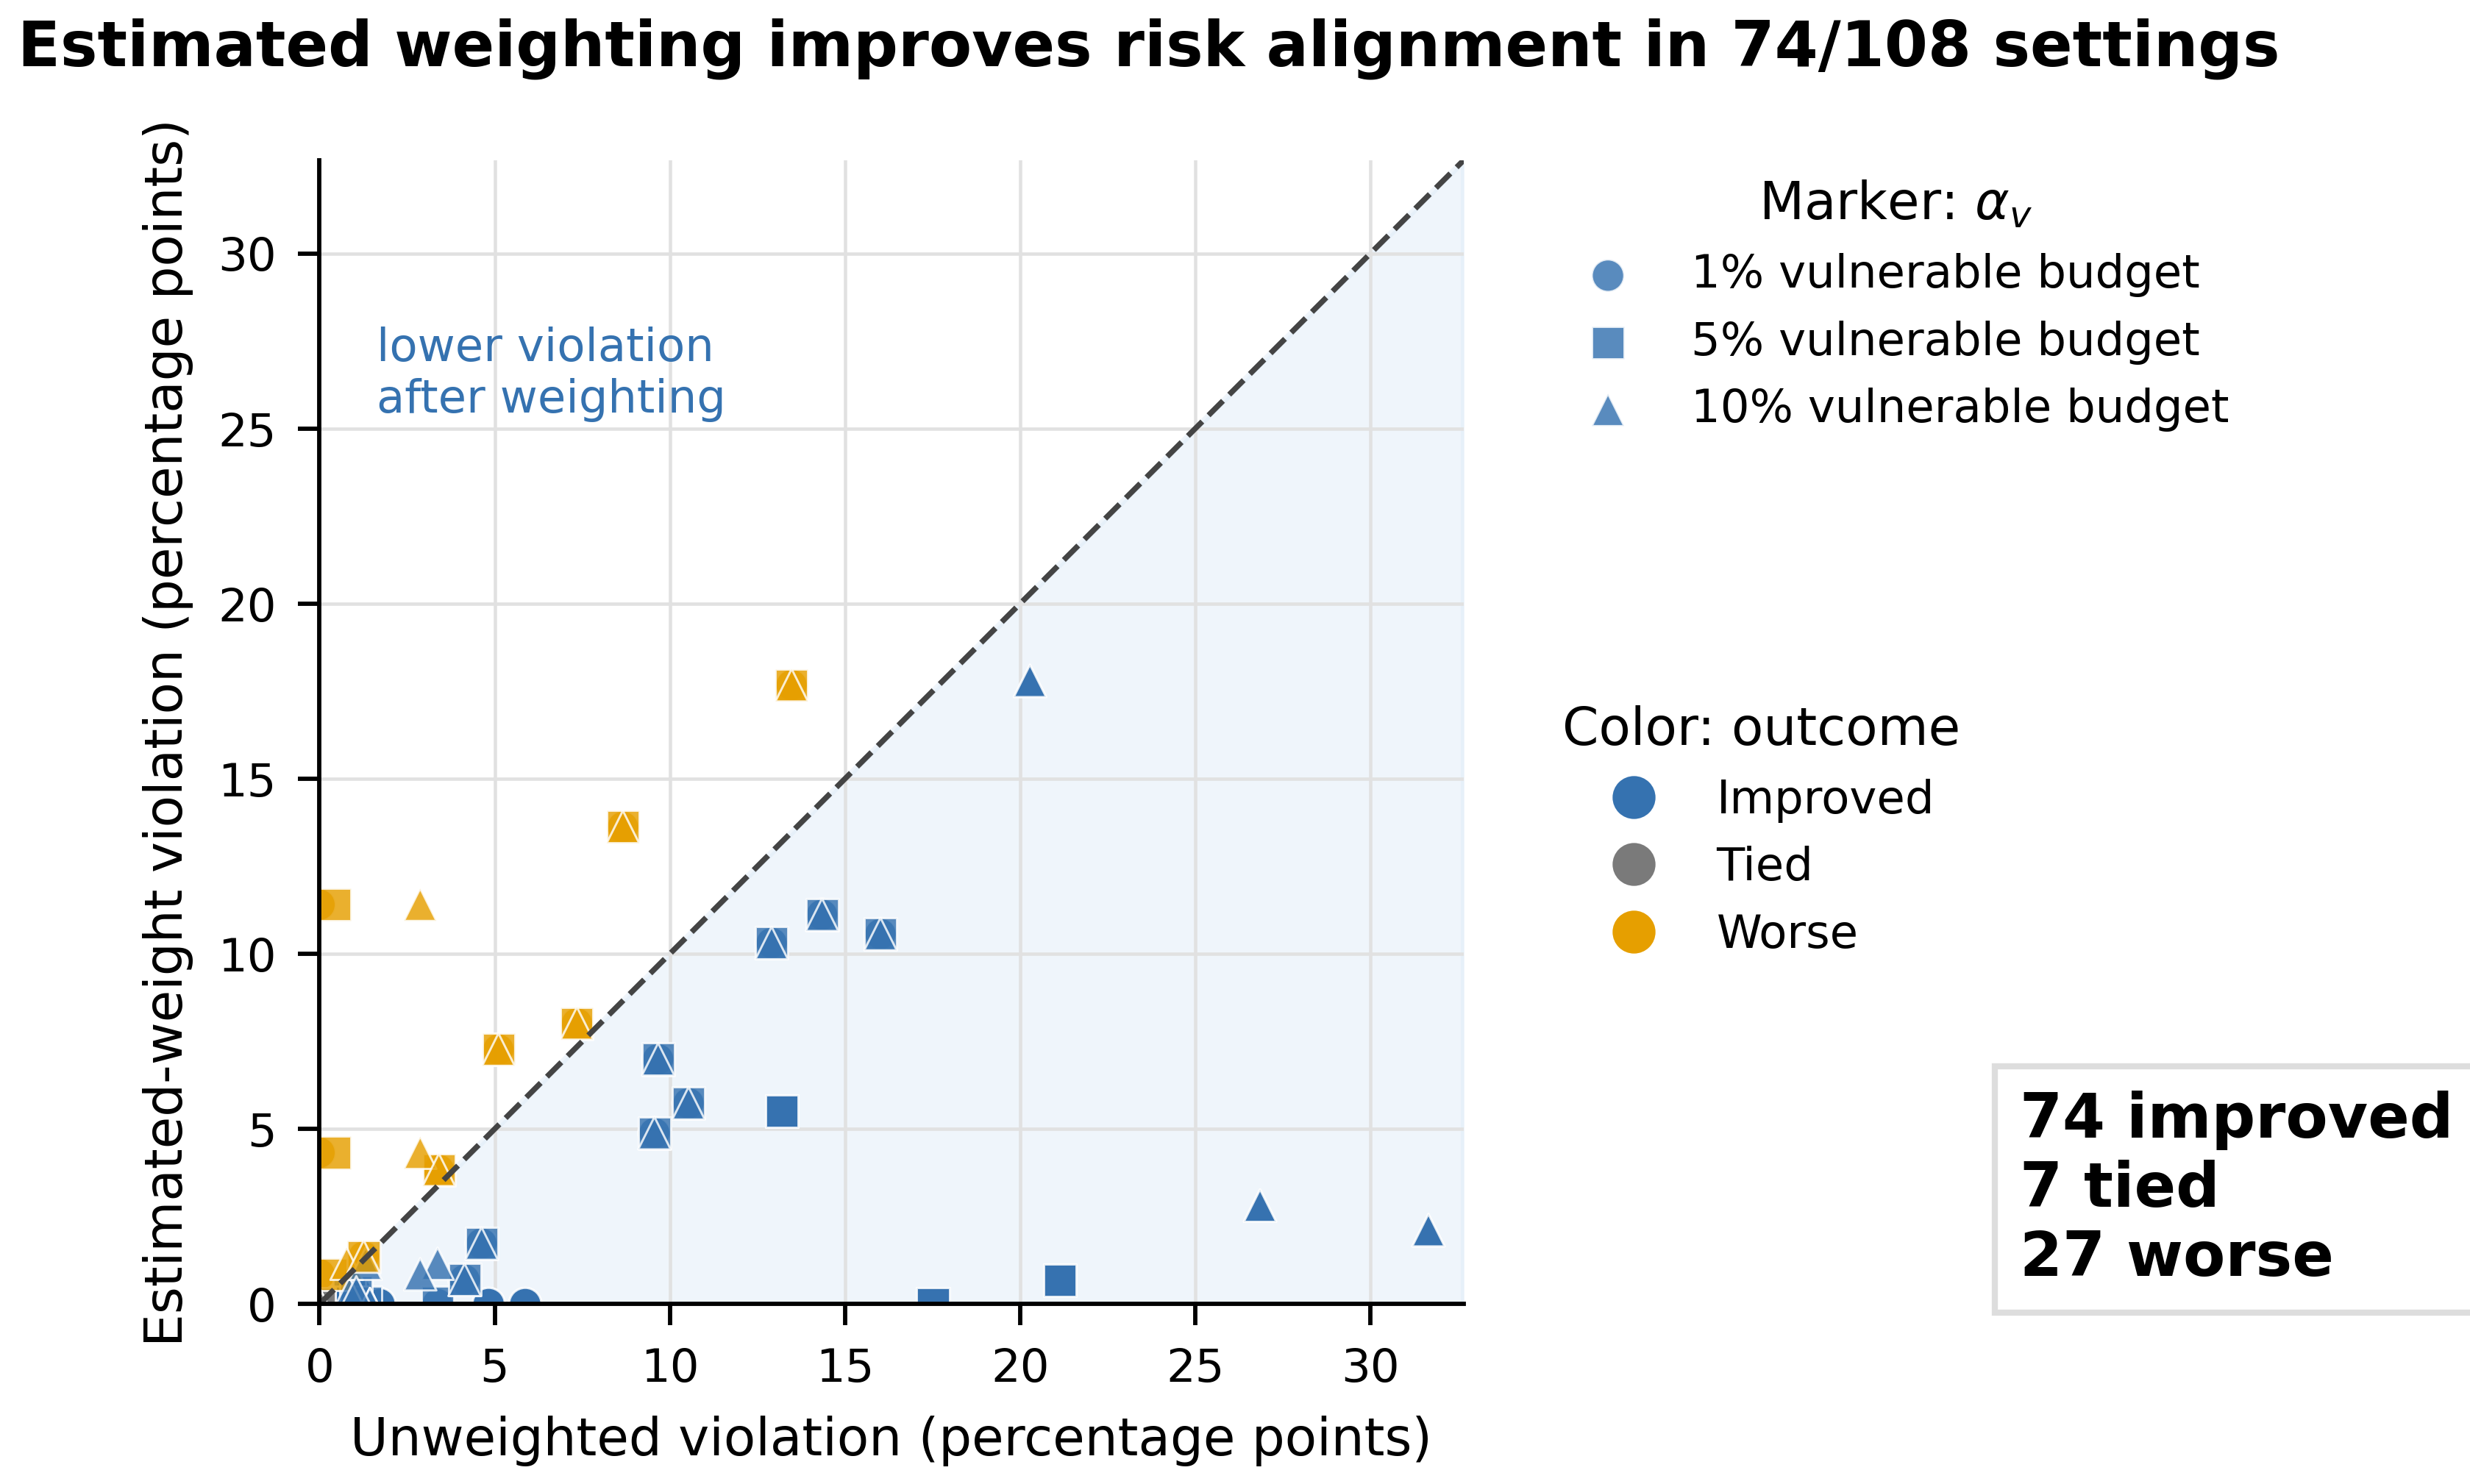 Estimated weighting improves risk alignment in 74/108 settings
Estimated-weight violation (percentage points)
30
25
20
15
10
5
0
lower violation
after weighting
0 5 10 15 20 25 30
Unweighted violation (percentage points)
Marker: αᵥ
1% vulnerable budget
5% vulnerable budget
10% vulnerable budget
Color: outcome
Improved
Tied
Worse
74 improved
7 tied
27 worse